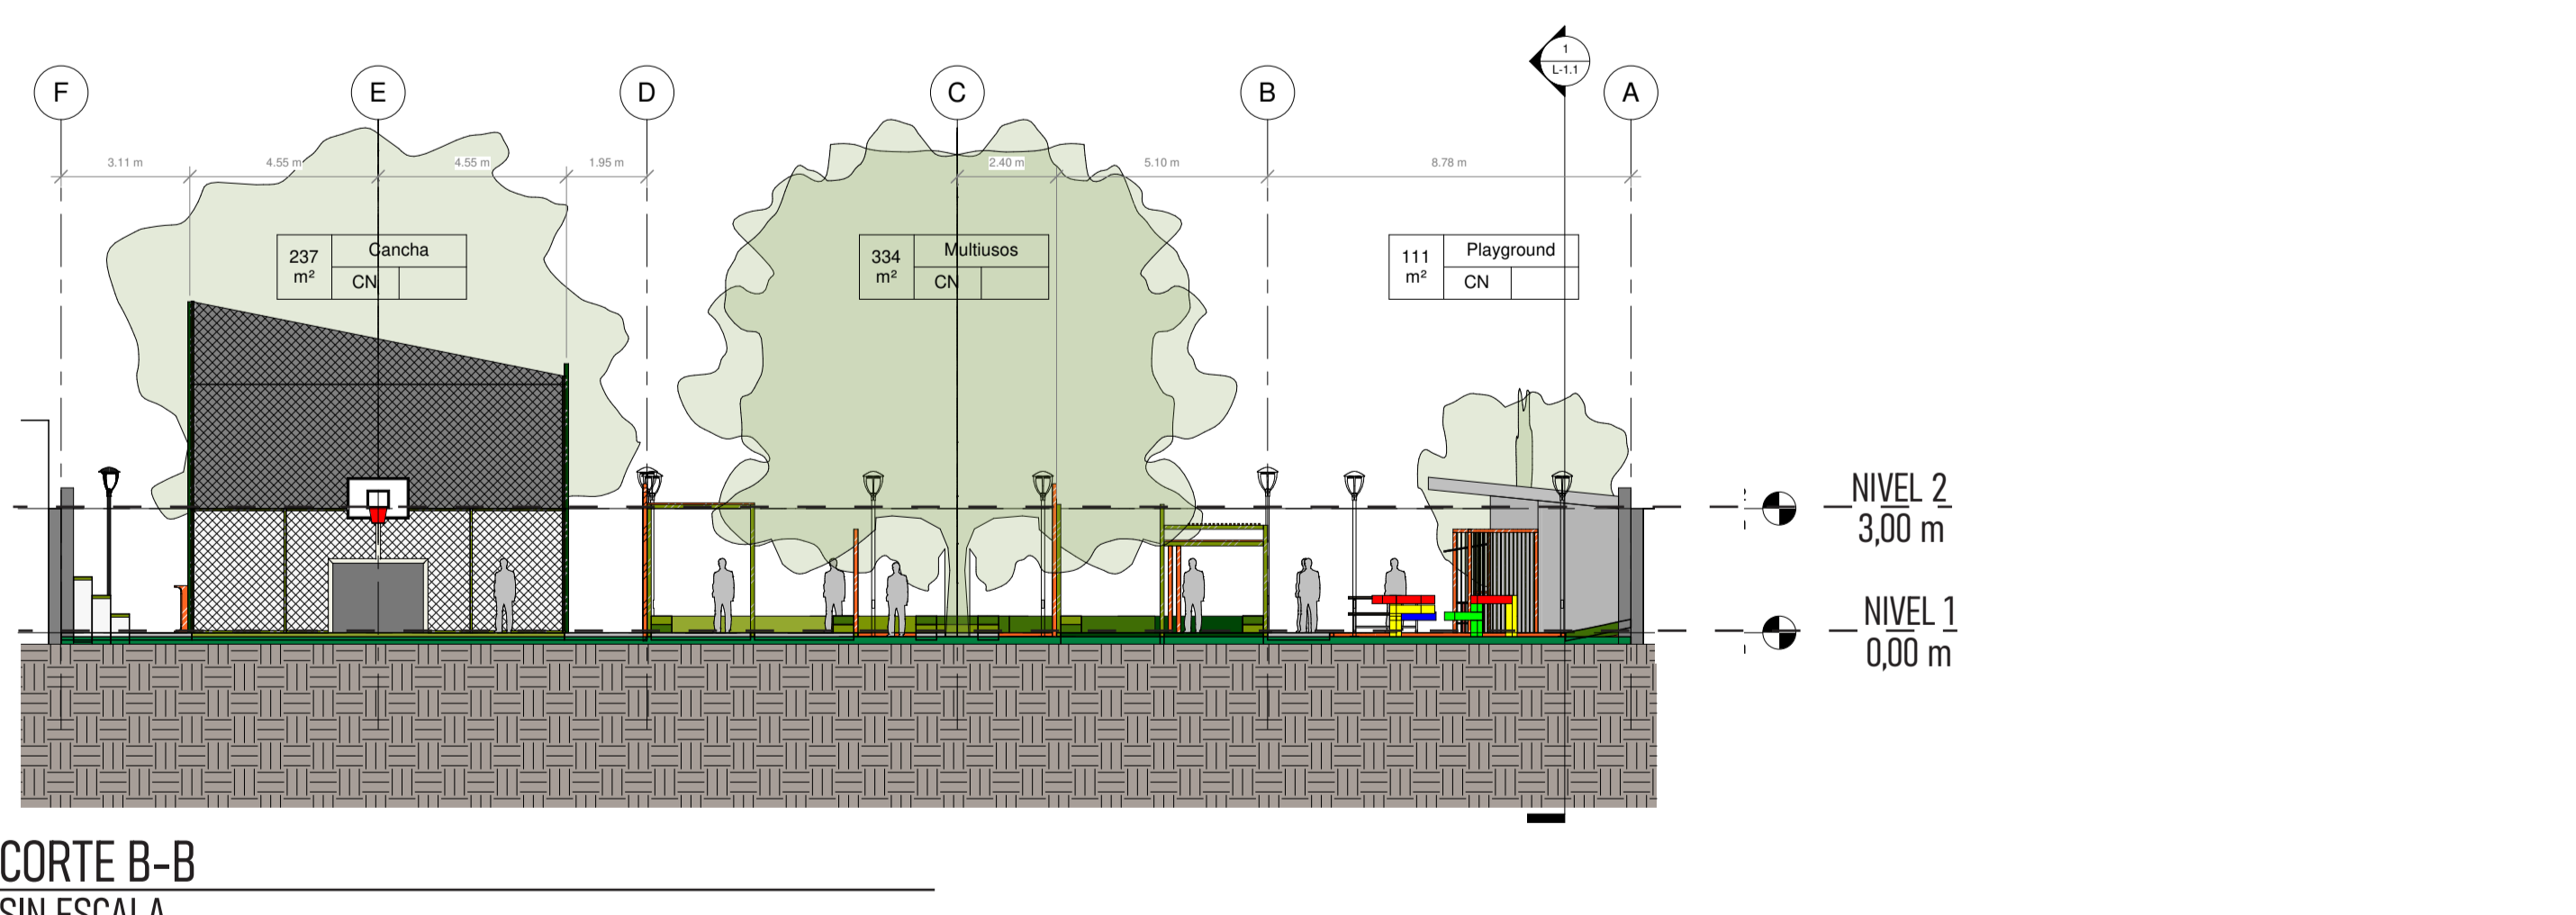 1
L-1.1
F
E
D
C
B
A
3.11 m
4.55 m
4.55 m
1.95 m
2.40 m
5.10 m
8.78 m
237 m²
Cancha
CN
334 m²
Multiusos
CN
111 m²
Playground
CN
NIVEL 2
3,00 m
NIVEL 1
0,00 m
CORTE B-B
SIN ESCALA